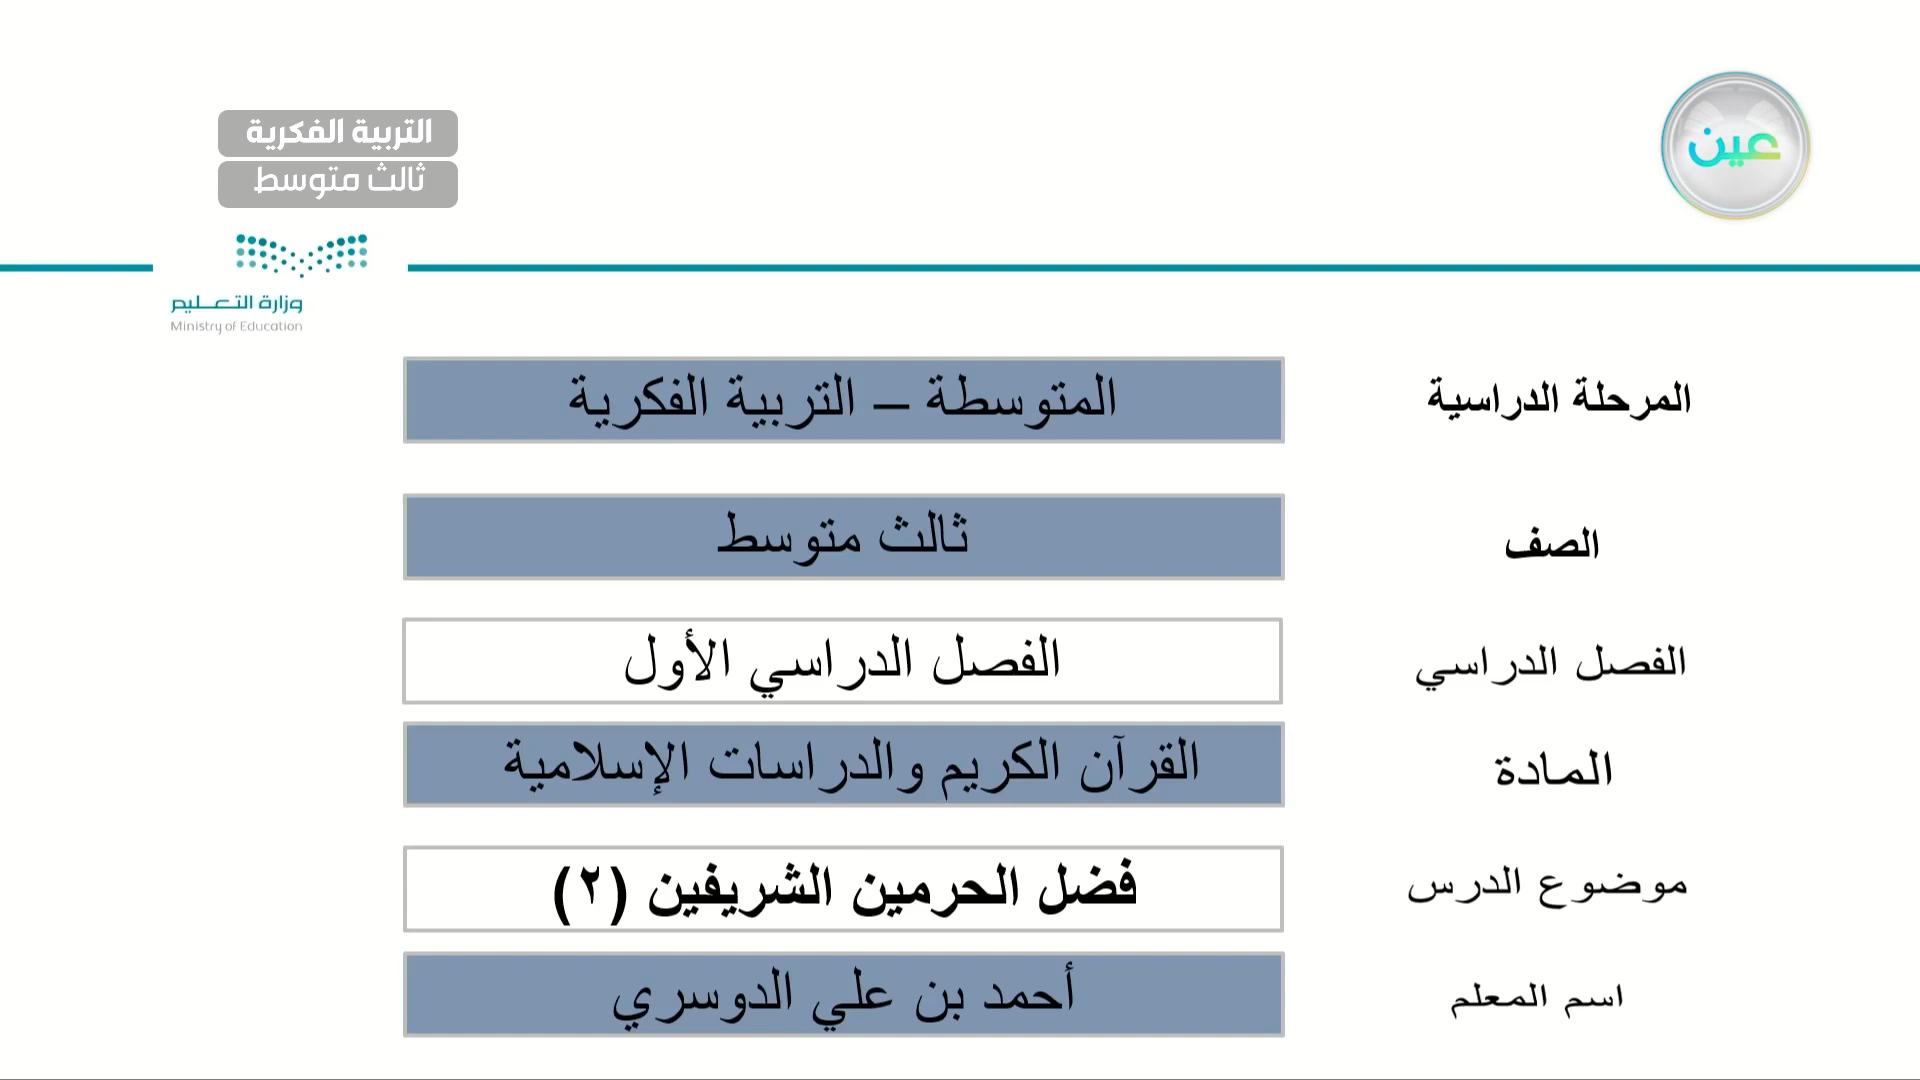 التربية الفكرية
ثالث متوسط
عين
وزارة التعليم
Ministry of Education
المرحلة الدراسية
المتوسطة – التربية الفكرية
الصف
ثالث متوسط
الفصل الدراسي
الفصل الدراسي الأول
المادة
القرآن الكريم والدراسات الإسلامية
موضوع الدرس
فضل الحرمين الشريفين (٢)
اسم المعلم
أحمد بن علي الدوسري